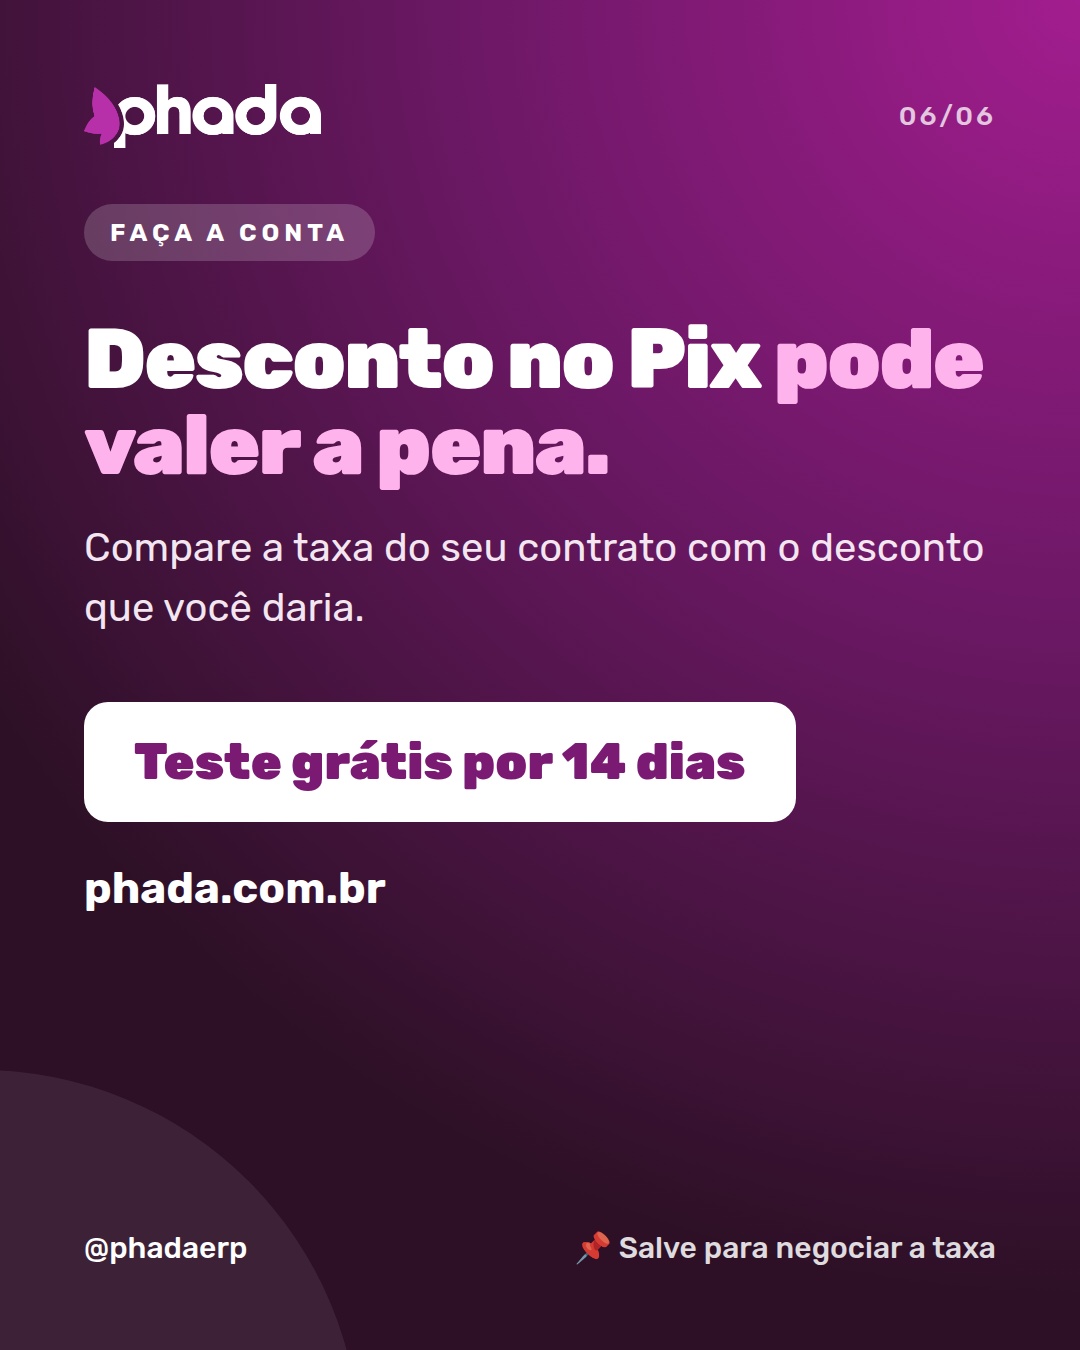 phada
06/06
FAÇA A CONTA
Desconto no Pix pode
valer a pena.
Compare a taxa do seu contrato com o desconto
que você daria.
Teste grátis por 14 dias
phada.com.br
@phadaerp
📌 Salve para negociar a taxa